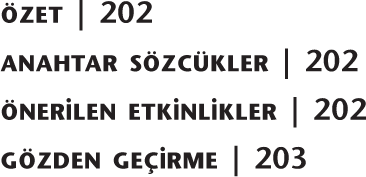 ÖZET | 202
ANAHTAR SÖZCÜKLER | 202
ÖNERİLEN ETKİNLİKLER | 202
GÖZDEN GEÇİRME | 203